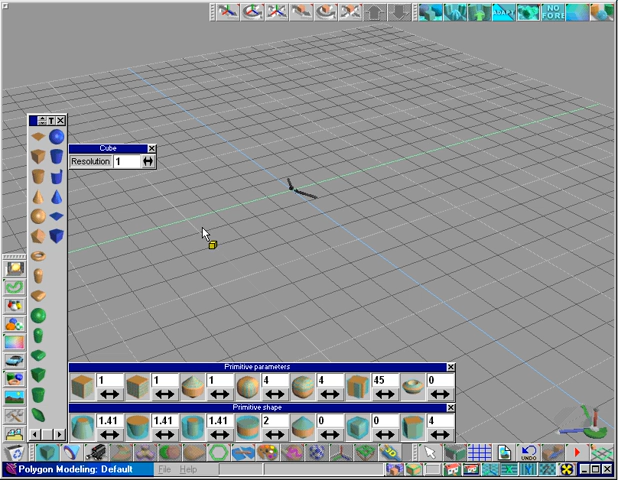 ADAPT
NO
FORE
T
Cube
Resolution 1
Primitive parameters
1 1 1 4 4 45 0
Primitive shape
1.41 1.41 1.41 2 0 0 4
UNDO
Polygon Modeling: Default File Help